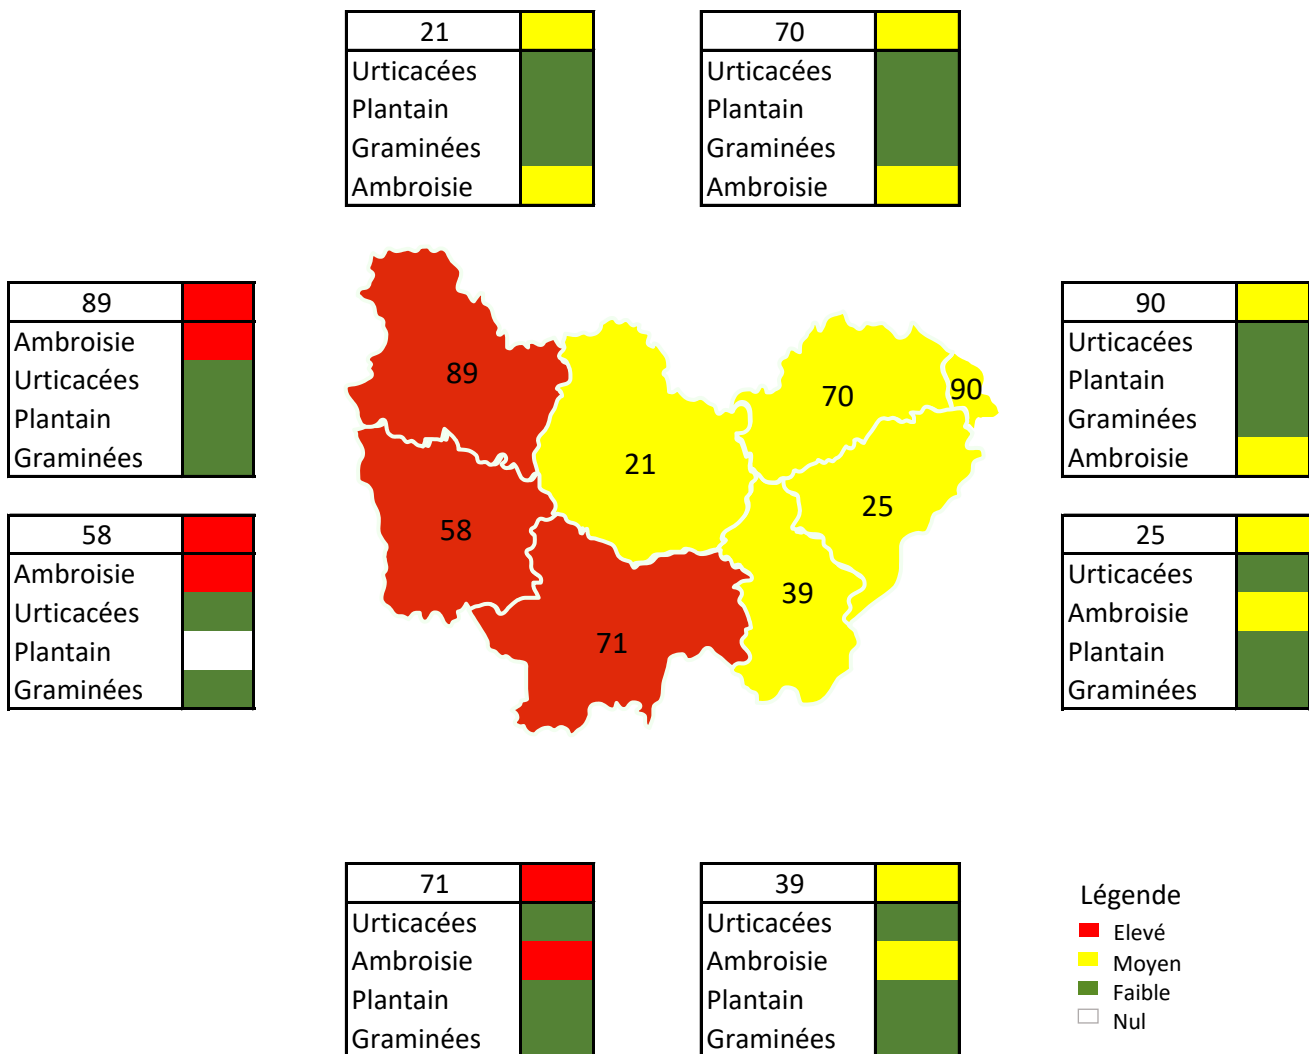 21
Urticacées
Plantain
Graminées
Ambroisie
70
Urticacées
Plantain
Graminées
Ambroisie
89
Ambroisie
Urticacées
Plantain
Graminées
90
Urticacées
Plantain
Graminées
Ambroisie
58
Ambroisie
Urticacées
Plantain
Graminées
25
Urticacées
Ambroisie
Plantain
Graminées
89
70
90
21
25
58
39
71
71
Urticacées
Ambroisie
Plantain
Graminées
39
Urticacées
Ambroisie
Plantain
Graminées
Légende
Elevé
Moyen
Faible
Nul